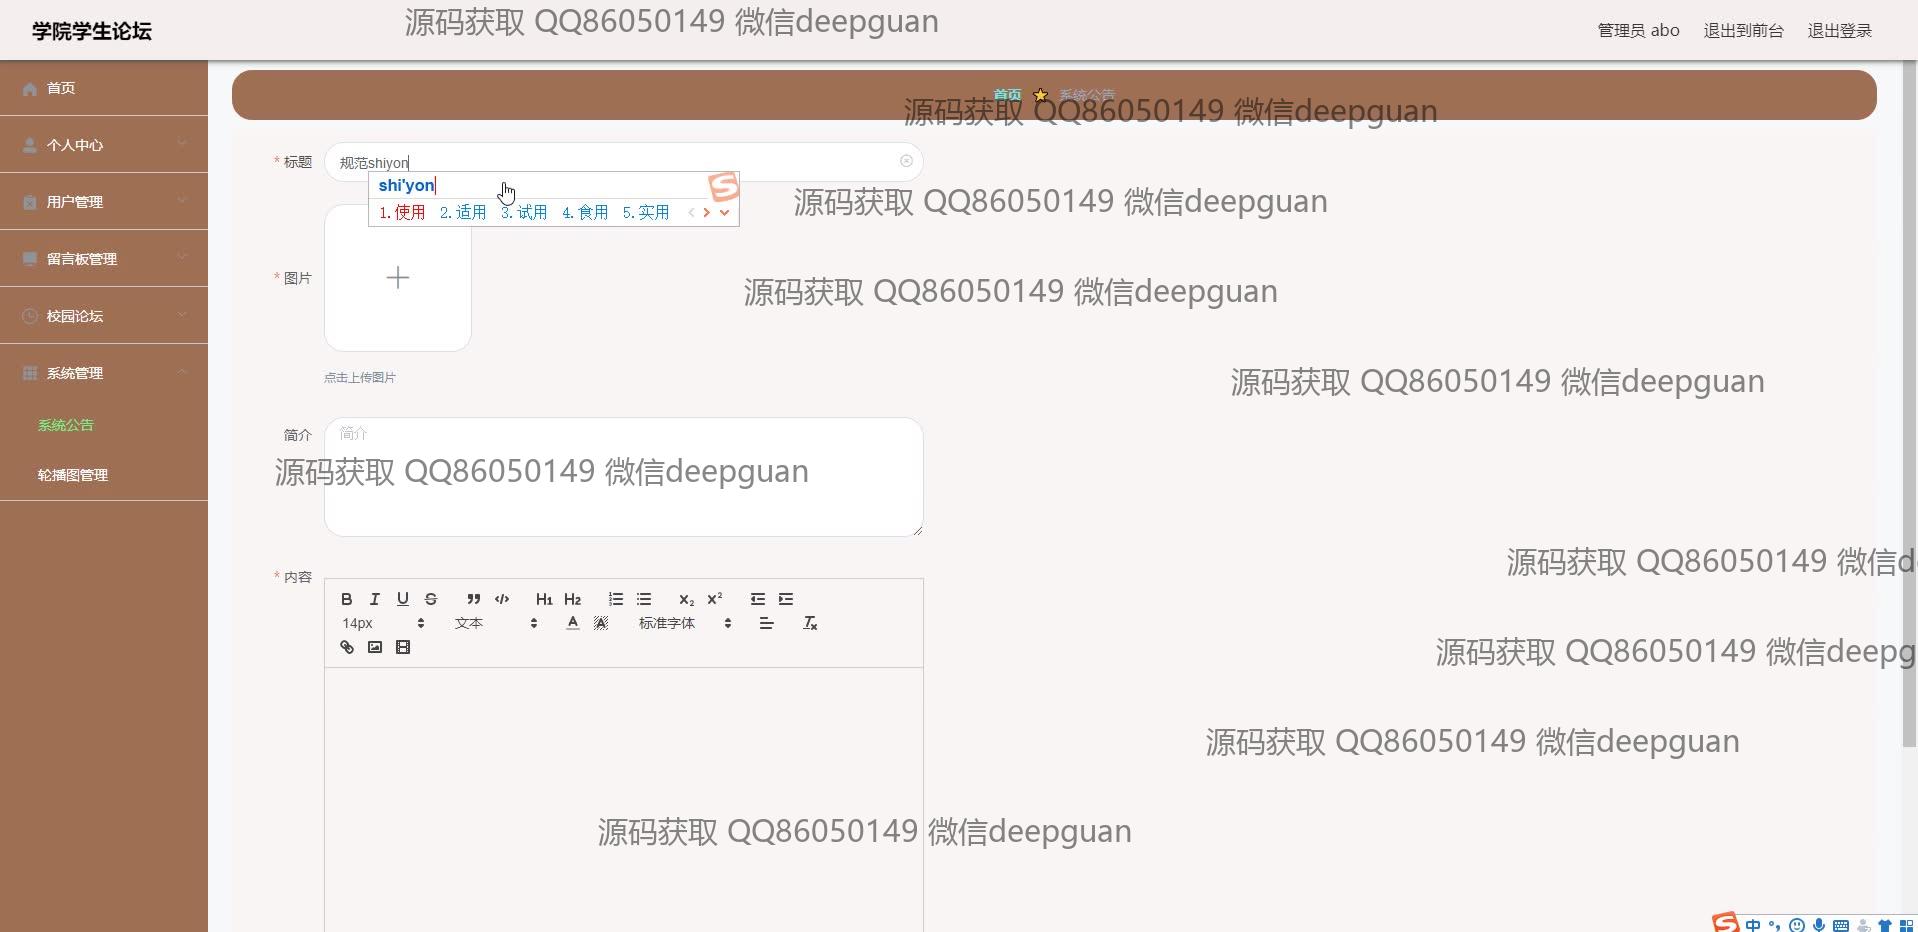 学院学生论坛
源码获取 QQ86050149 微信deepguan
管理员 abo 退出到前台 退出登录
首页
个人中心
用户管理
留言板管理
校园论坛
系统管理
系统公告
轮播图管理
首页 系统公告
源码获取 QQ86050149 微信deepguan
* 标题 规范shiyon
shi'yon
1.使用 2.适用 3.试用 4.食用 5.实用
源码获取 QQ86050149 微信deepguan
* 图片
源码获取 QQ86050149 微信deepguan
点击上传图片
源码获取 QQ86050149 微信deepguan
简介 简介
源码获取 QQ86050149 微信deepguan
源码获取 QQ86050149 微信d
* 内容
B I U S H1 H2 X2 X2
14px 文本 A A 标准字体 Tx
源码获取 QQ86050149 微信deepg
源码获取 QQ86050149 微信deepguan
源码获取 QQ86050149 微信deepguan
S 中